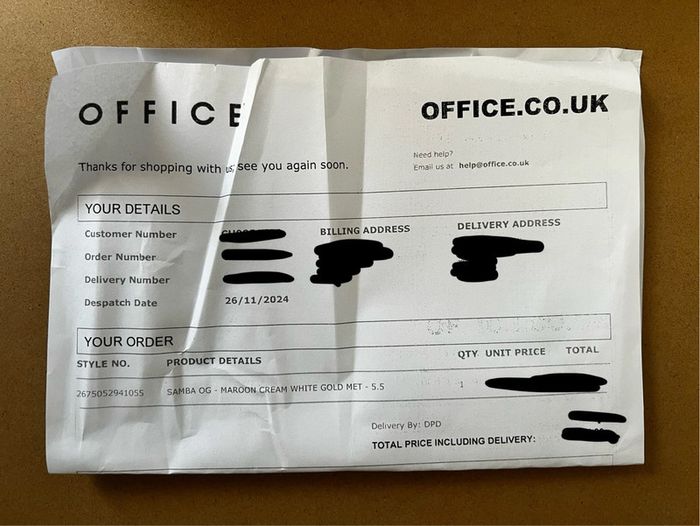 OFFICE
OFFICE.CO.UK
Thanks for shopping with us, see you again soon.
Need help?
Email us at help@office.co.uk
YOUR DETAILS
Customer Number
Order Number
Delivery Number
Despatch Date 26/11/2024
BILLING ADDRESS
DELIVERY ADDRESS
YOUR ORDER
STYLE NO. PRODUCT DETAILS QTY UNIT PRICE TOTAL
2675052941055 SAMBA OG - MAROON CREAM WHITE GOLD MET - 5.5 1
Delivery By: DPD
TOTAL PRICE INCLUDING DELIVERY: